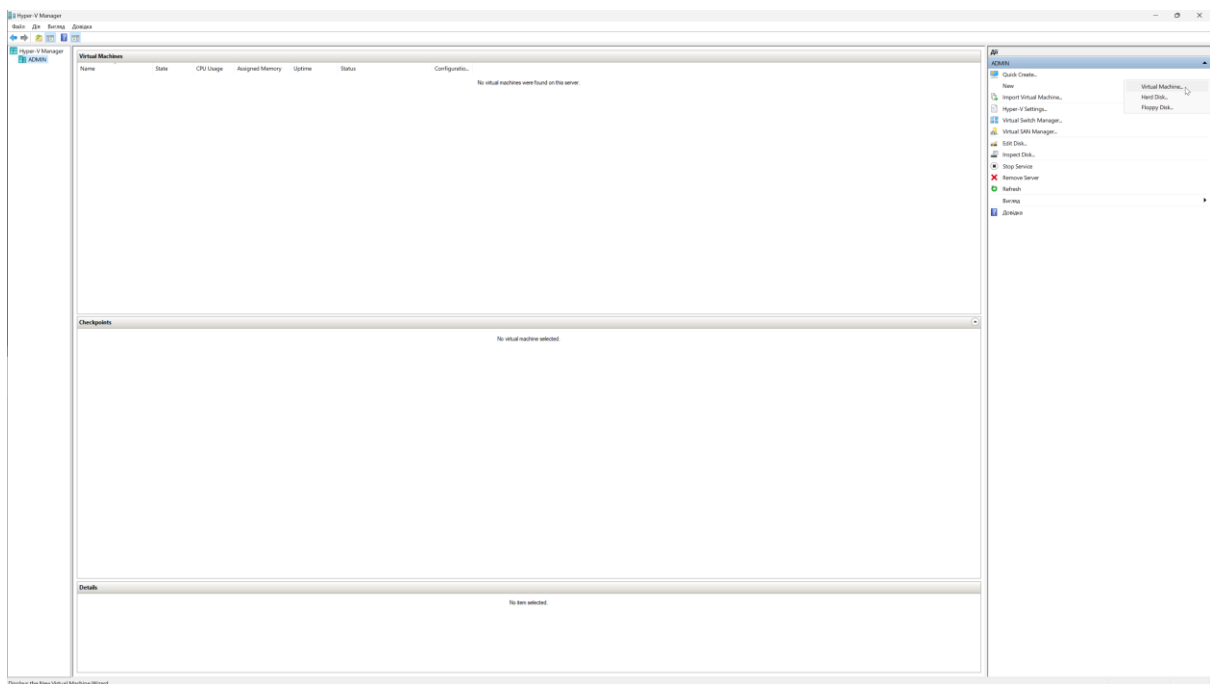 Hyper-V Manager
Файл Дія Вигляд Довідка
Hyper-V Manager
ADMIN
Virtual Machines
Name State CPU Usage Assigned Memory Uptime Status Configuratio...
No virtual machines were found on this server.
Checkpoints
No virtual machine selected.
Details
No item selected.
Дії
ADMIN
Quick Create...
New
Virtual Machine...
Hard Disk...
Floppy Disk...
Import Virtual Machine...
Hyper-V Settings...
Virtual Switch Manager...
Virtual SAN Manager...
Edit Disk...
Inspect Disk...
Stop Service
Remove Server
Refresh
Вигляд
Довідка
Displays the New Virtual Machine Wizard.